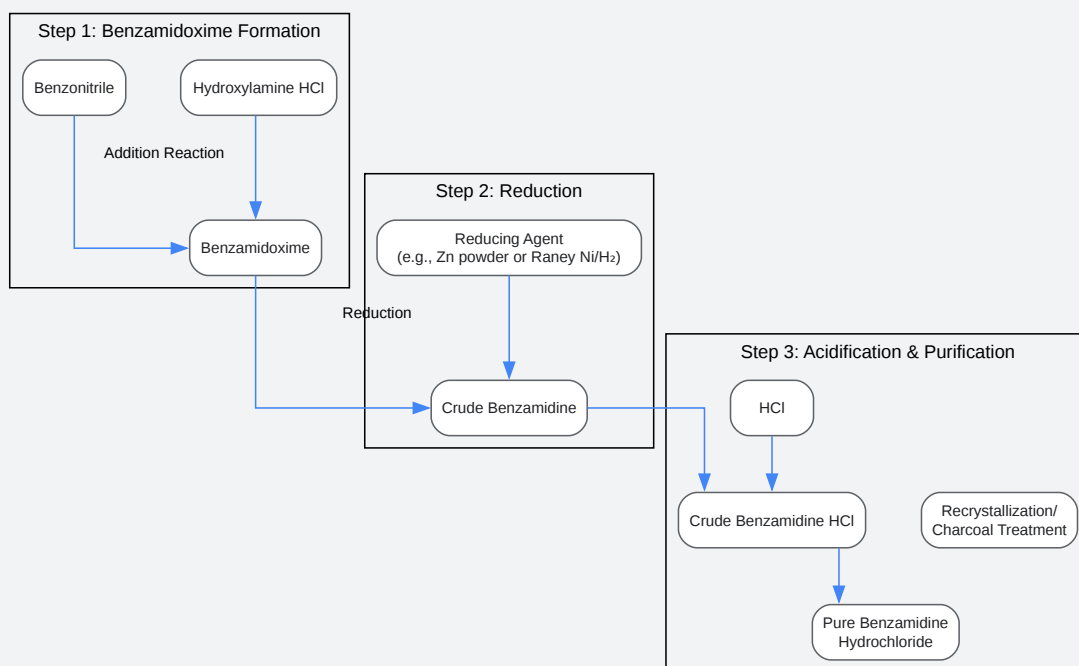 Step 1: Benzamidoxime Formation
Benzonitrile
Hydroxylamine HCl
Addition Reaction
Benzamidoxime
Step 2: Reduction
Reducing Agent
(e.g., Zn powder or Raney Ni/H₂)
Reduction
Crude Benzamidine
Step 3: Acidification & Purification
HCl
Crude Benzamidine HCl
Recrystallization/
Charcoal Treatment
Pure Benzamidine
Hydrochloride